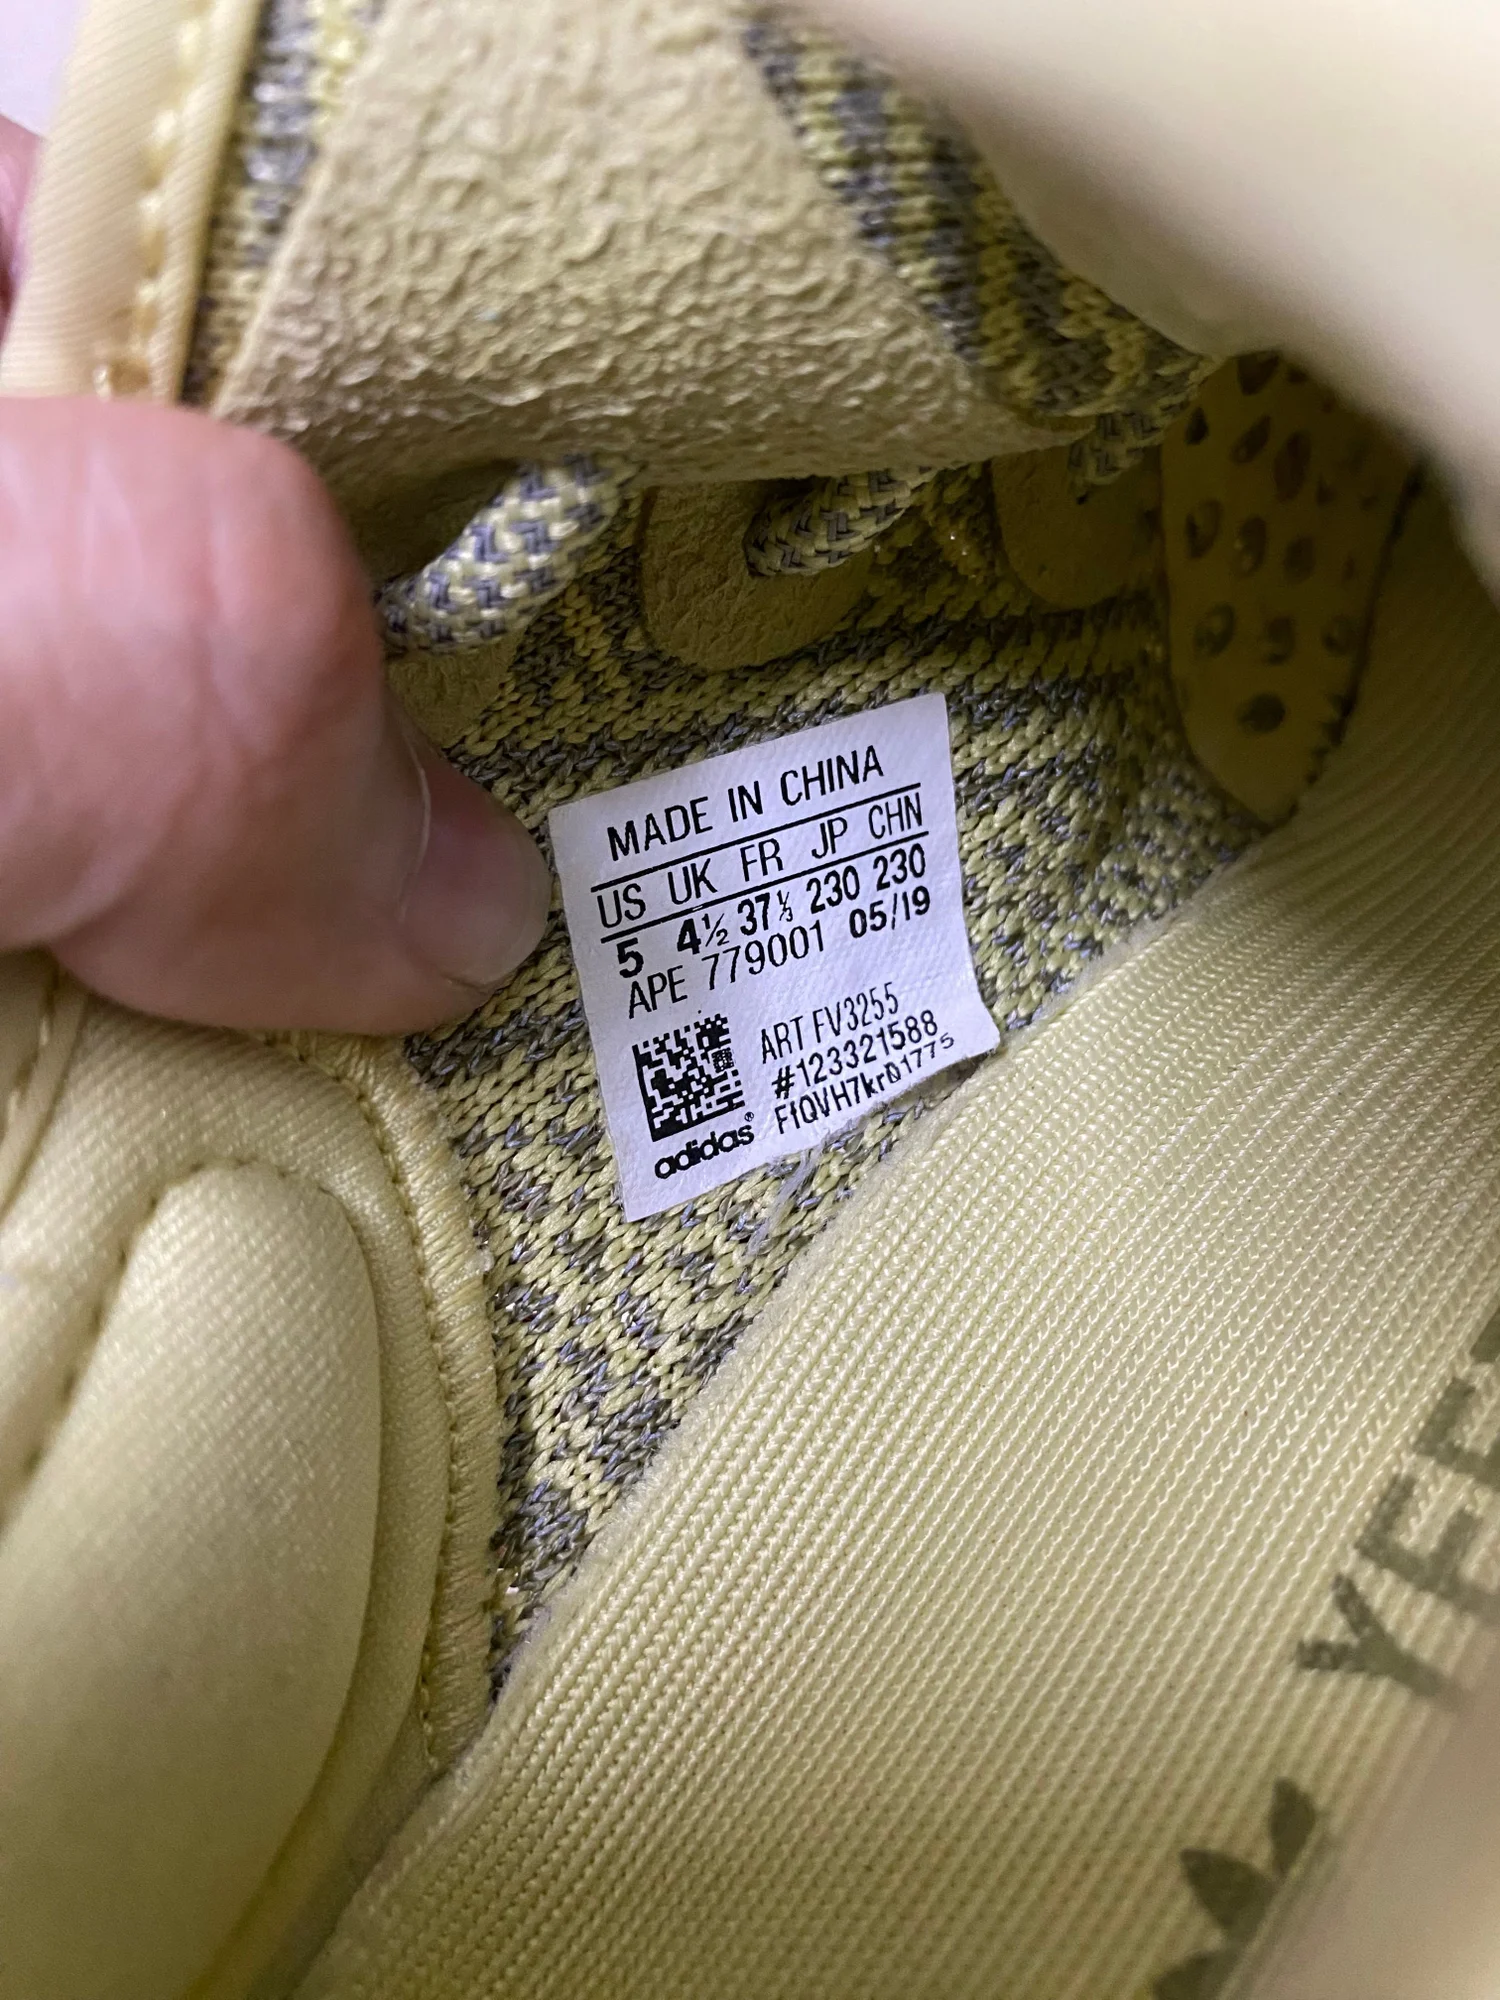 MADE IN CHINA
US UK FR JP CHN
5 4½ 37⅓ 230 230
APE 779001 05/19
ART FV3255
#123321588
adidas®
YEE